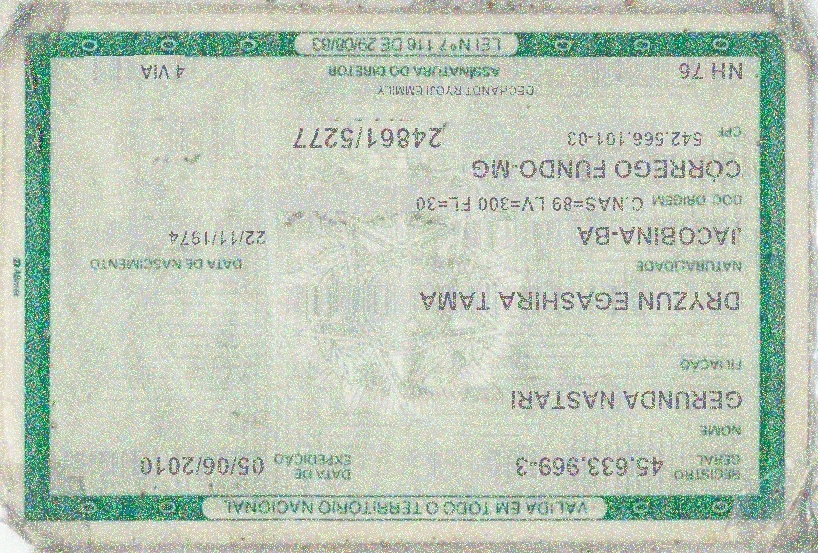 VALIDA EM TODO O TERRITORIO NACIONAL
REGISTRO GERAL 45.633.969-3 DATA DE EXPEDIÇÃO 05/06/2010
NOME
GERUNDA NASTARI
FILIAÇÃO
DRYZUN EGASHIRA TAMA
NATURALIDADE DATA DE NASCIMENTO
JACOBINA-BA 22/11/1974
DOC ORIGEM C.NAS=89 LV=300 FL=30
CORREGO FUNDO-MG
CPF 542.566.101-03 24861/5277
DECHANDT RYOJI EMMILY
NH 76 ASSINATURA DO DIRETOR 4 VIA
LEI Nº 7.116 DE 29/08/83